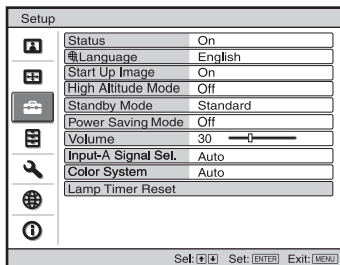 Setup
Status On
Language English
Start Up Image On
High Altitude Mode Off
Standby Mode Standard
Power Saving Mode Off
Volume 30
Input-A Signal Sel. Auto
Color System Auto
Lamp Timer Reset
Sel: Set: ENTER Exit: MENU